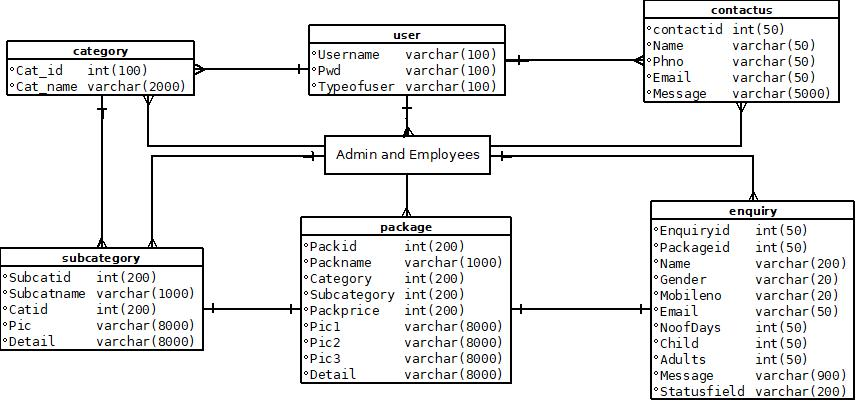 category
Cat_id int(100)
Cat_name varchar(2000)
user
Username varchar(100)
Pwd varchar(100)
Typeofuser varchar(100)
contactus
contactid int(50)
Name varchar(50)
Phno varchar(50)
Email varchar(50)
Message varchar(5000)
Admin and Employees
subcategory
Subcatid int(200)
Subcatname varchar(1000)
Catid int(200)
Pic varchar(8000)
Detail varchar(8000)
package
Packid int(200)
Packname varchar(1000)
Category int(200)
Subcategory int(200)
Packprice int(200)
Pic1 varchar(8000)
Pic2 varchar(8000)
Pic3 varchar(8000)
Detail varchar(8000)
enquiry
Enquiryid int(50)
Packageid int(50)
Name varchar(200)
Gender varchar(20)
Mobileno varchar(20)
Email varchar(50)
NoofDays int(50)
Child int(50)
Adults int(50)
Message varchar(900)
Statusfield varchar(200)